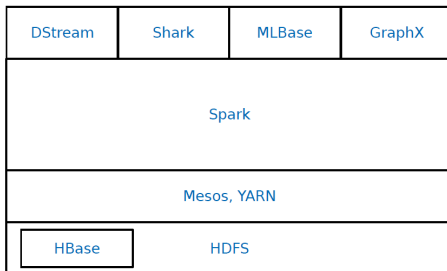 DStream
Shark
MLBase
GraphX
Spark
Mesos, YARN
HBase
HDFS